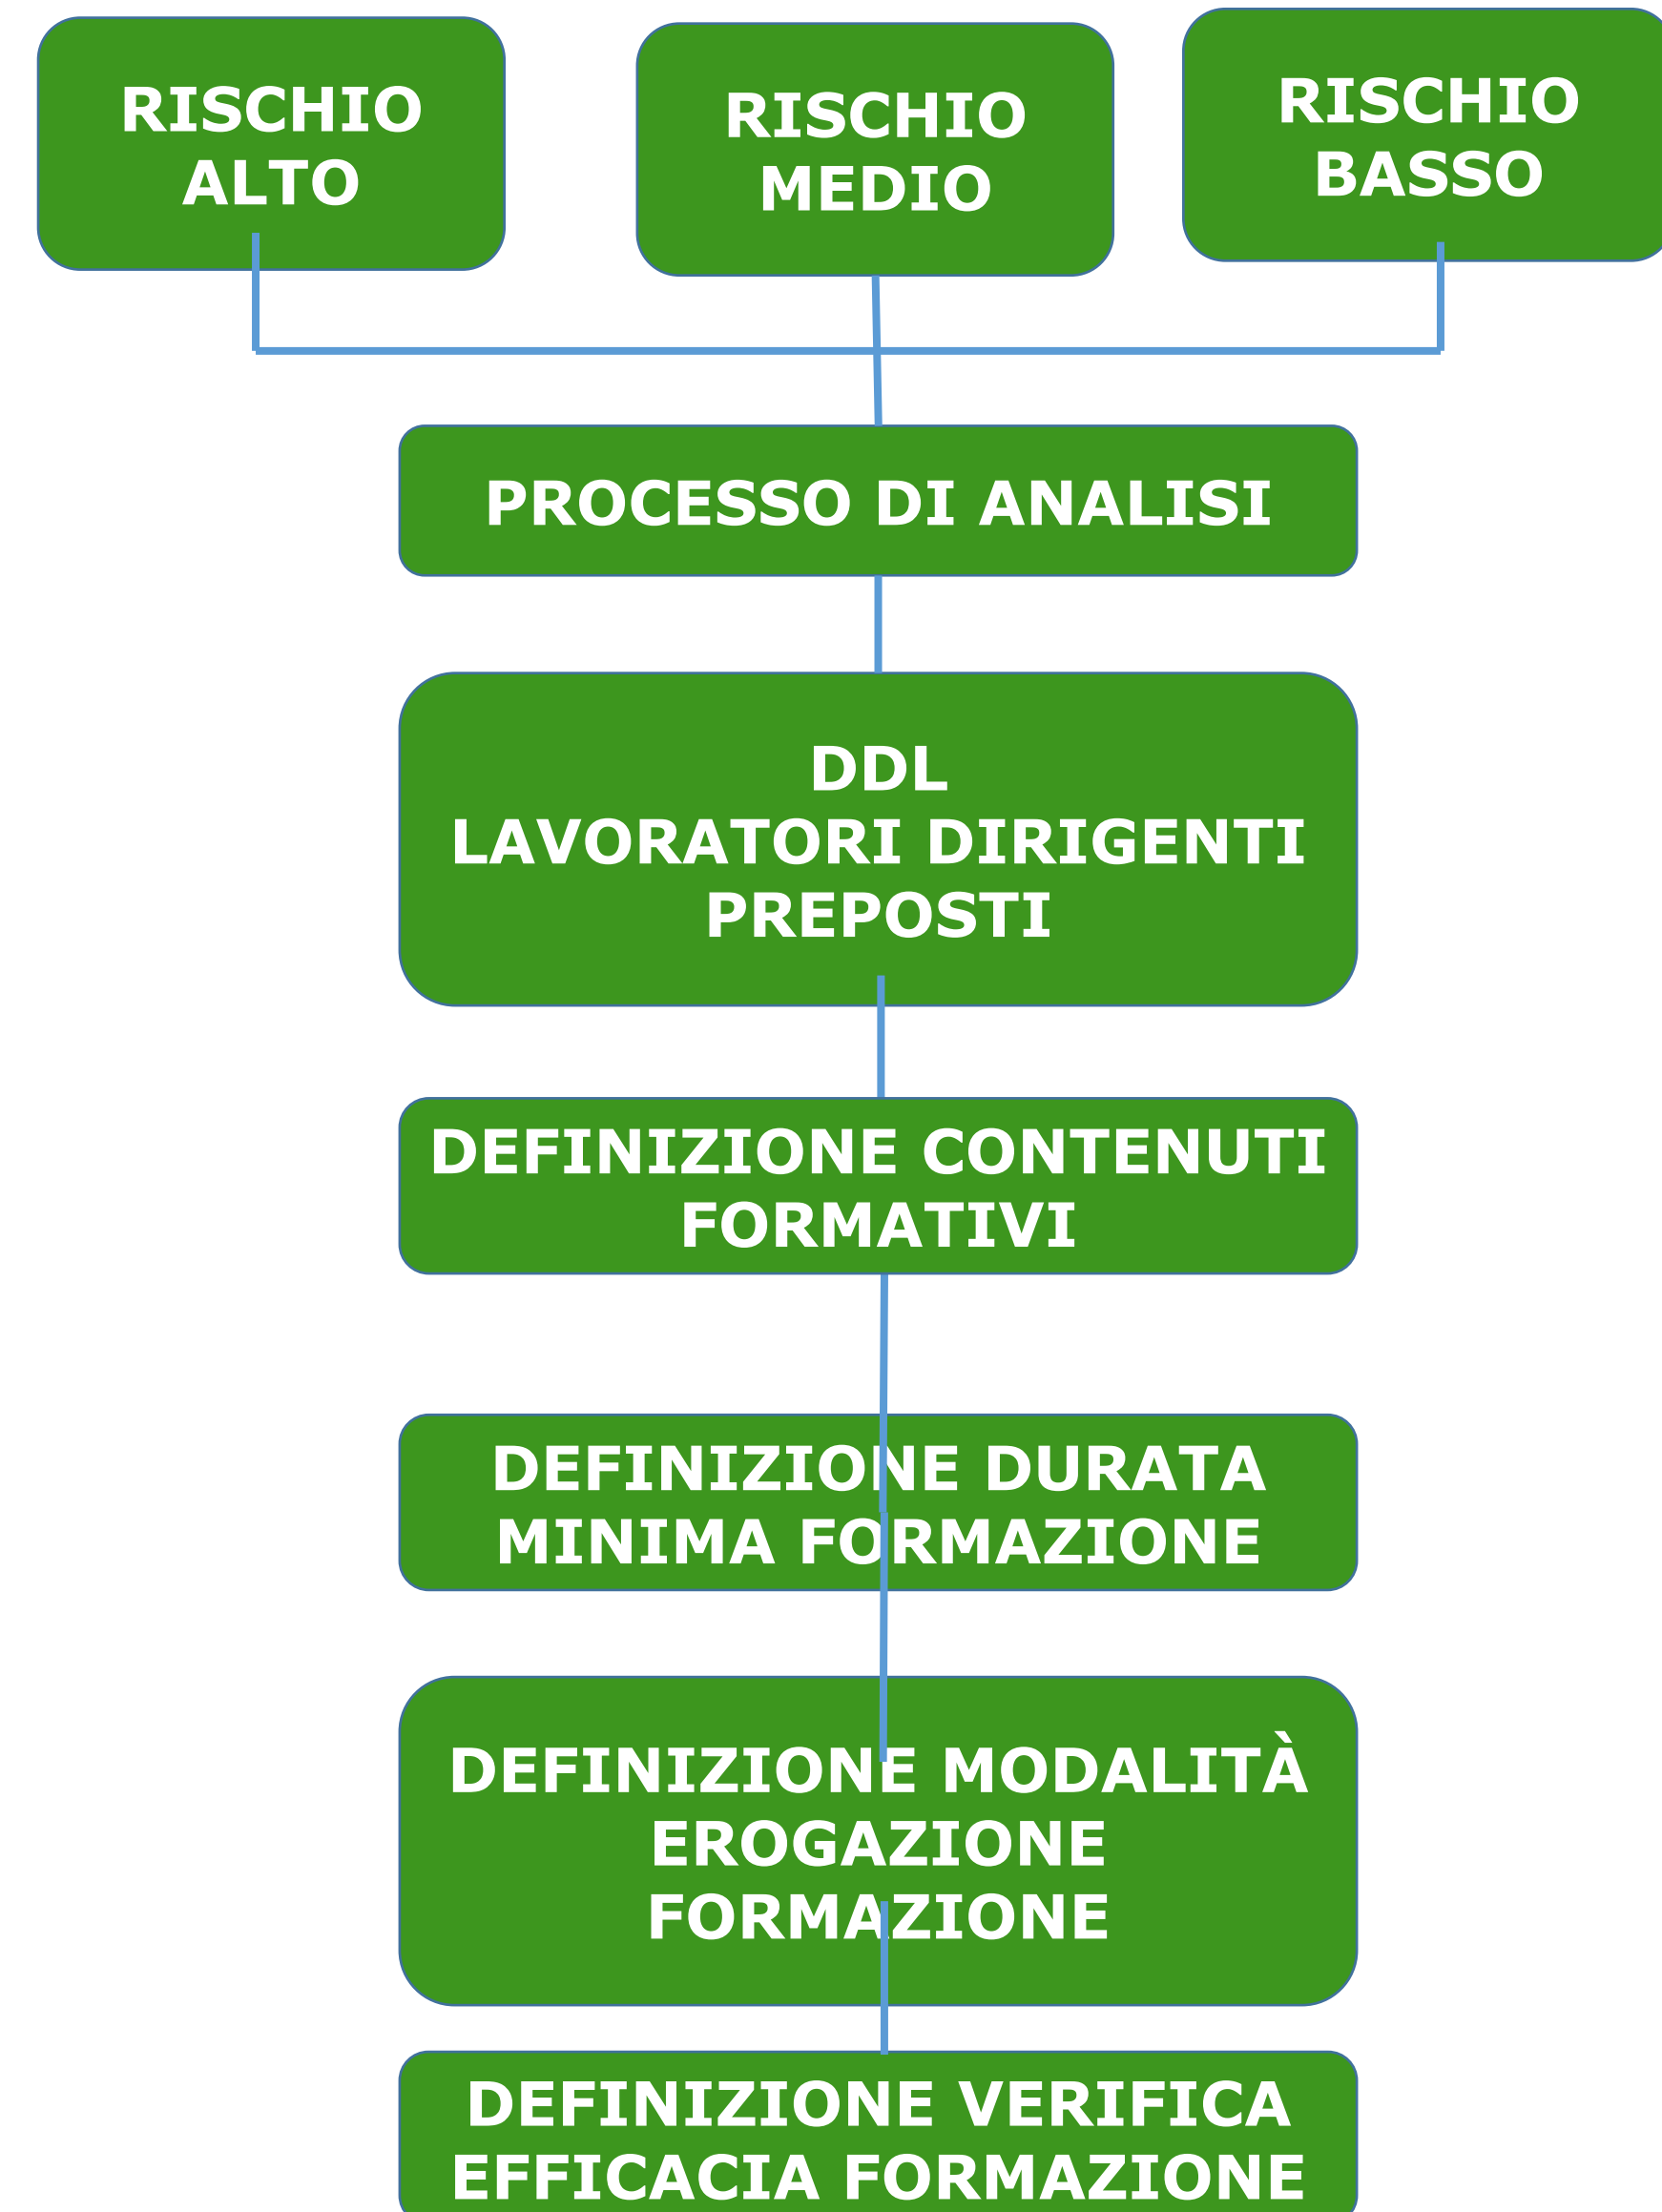 RISCHIO
ALTO
RISCHIO
MEDIO
RISCHIO
BASSO
PROCESSO DI ANALISI
DDL
LAVORATORI DIRIGENTI
PREPOSTI
DEFINIZIONE CONTENUTI
FORMATIVI
DEFINIZIONE DURATA
MINIMA FORMAZIONE
DEFINIZIONE MODALITÀ
EROGAZIONE
FORMAZIONE
DEFINIZIONE VERIFICA
EFFICACIA FORMAZIONE